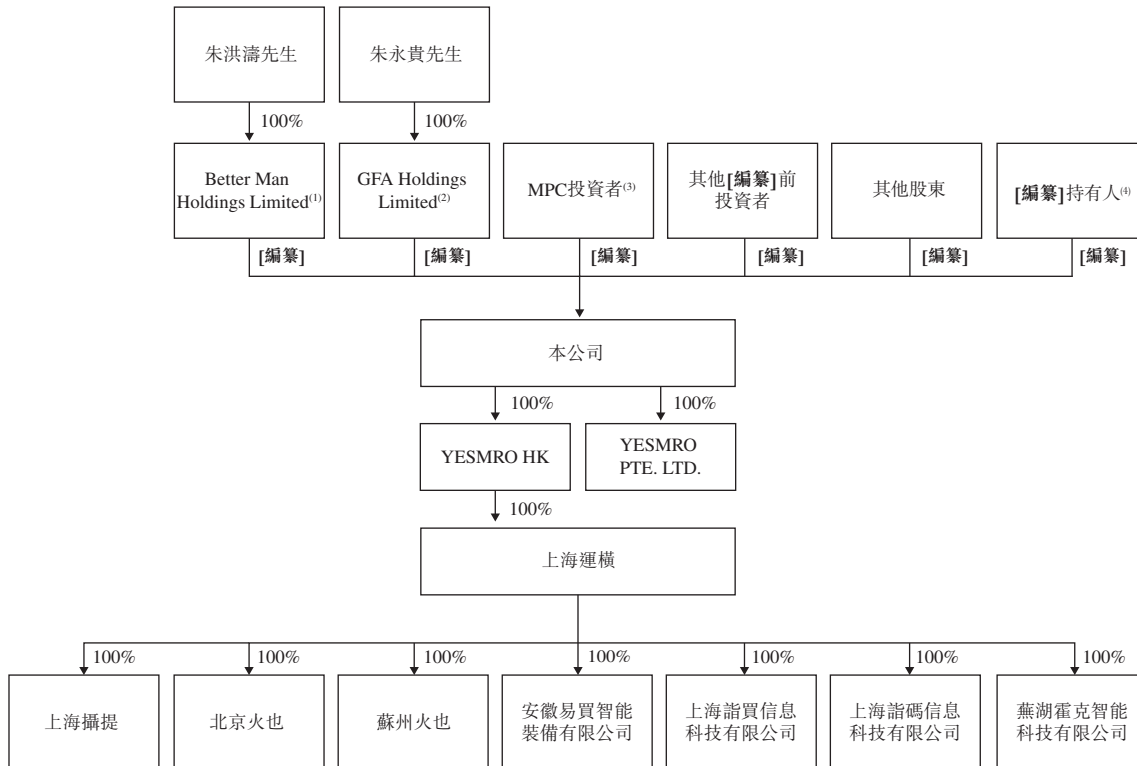 朱洪濤先生
朱永貴先生
100%
100%
Better Man
Holdings Limited(1)
GFA Holdings
Limited(2)
MPC投資者(3)
其他[編纂]前
投資者
其他股東
[編纂]持有人(4)
[編纂]
[編纂]
[編纂]
[編纂]
[編纂]
[編纂]
本公司
100%
100%
YESMRO HK
YESMRO
PTE. LTD.
100%
上海運橫
100%
100%
100%
100%
100%
100%
100%
上海攝提
北京火也
蘇州火也
安徽易買智能
裝備有限公司
上海詣買信息
科技有限公司
上海詣碼信息
科技有限公司
蕪湖霍克智能
科技有限公司